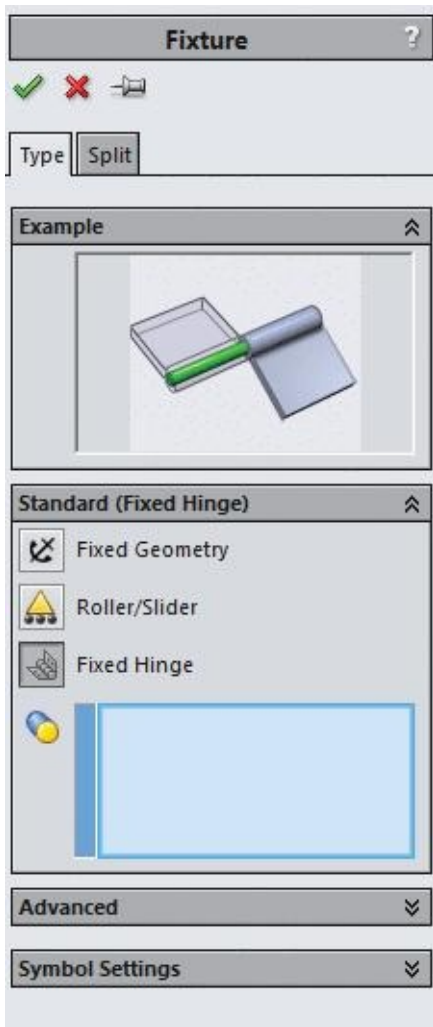 Fixture ?
Type Split
Example
Standard (Fixed Hinge)
Fixed Geometry
Roller/Slider
Fixed Hinge
Advanced
Symbol Settings